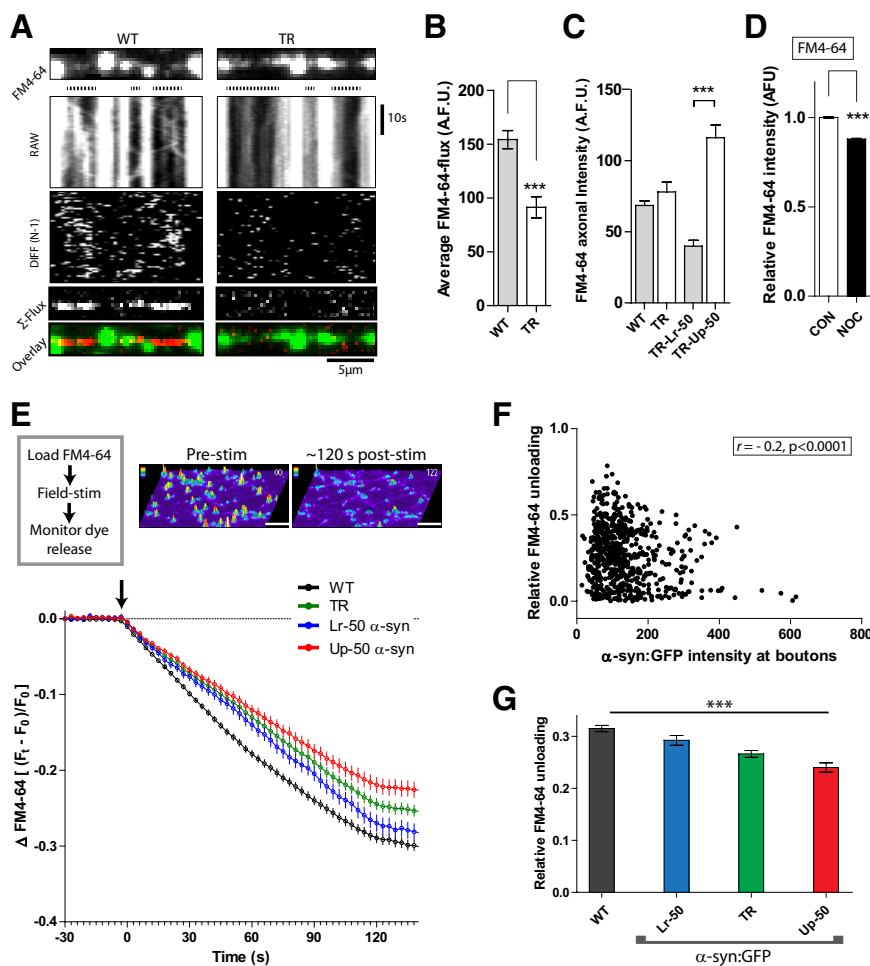 A
WT
TR
FM4-64
RAW
10s
DIFF (N-1)
Σ-Flux
Overlay
5µm
B
Average FM4-64-flux (A.F.U.)
200
150
100
50
0
***
WT
TR
C
FM4-64 axonal Intensity (A.F.U.)
150
100
50
0
***
WT
TR
TR-Lr-50
TR-Up-50
D
FM4-64
Relative FM4-64 intensity (AFU)
1.0
0.5
0.0
***
CON
NOC
E
Load FM4-64
Field-stim
Monitor dye
release
Pre-stim
00
~120 s post-stim
122
WT
TR
Lr-50 α-syn
Up-50 α-syn
Δ FM4-64 [ (Ft - F0)/F0]
0.0
-0.1
-0.2
-0.3
-0.4
-30 0 30 60 90 120
Time (s)
F
Relative FM4-64 unloading
1.0
0.5
0.0
r = - 0.2, p<0.0001
0 200 400 600 800
α-syn:GFP intensity at boutons
G
Relative FM4-64 unloading
0.3
0.2
0.1
0.0
***
WT
Lr-50
TR
Up-50
α-syn:GFP